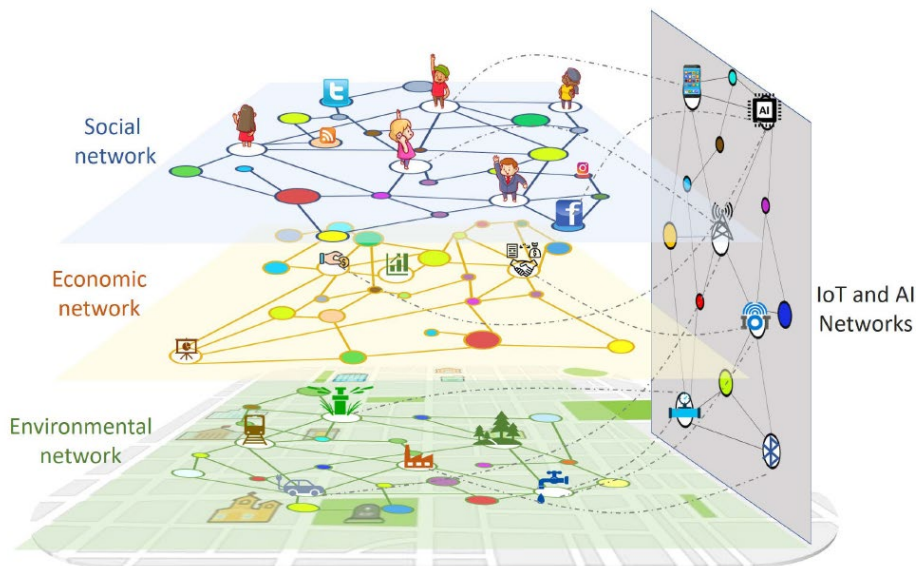 Social
network
Economic
network
Environmental
network
IoT and AI
Networks
AI
t
f
$